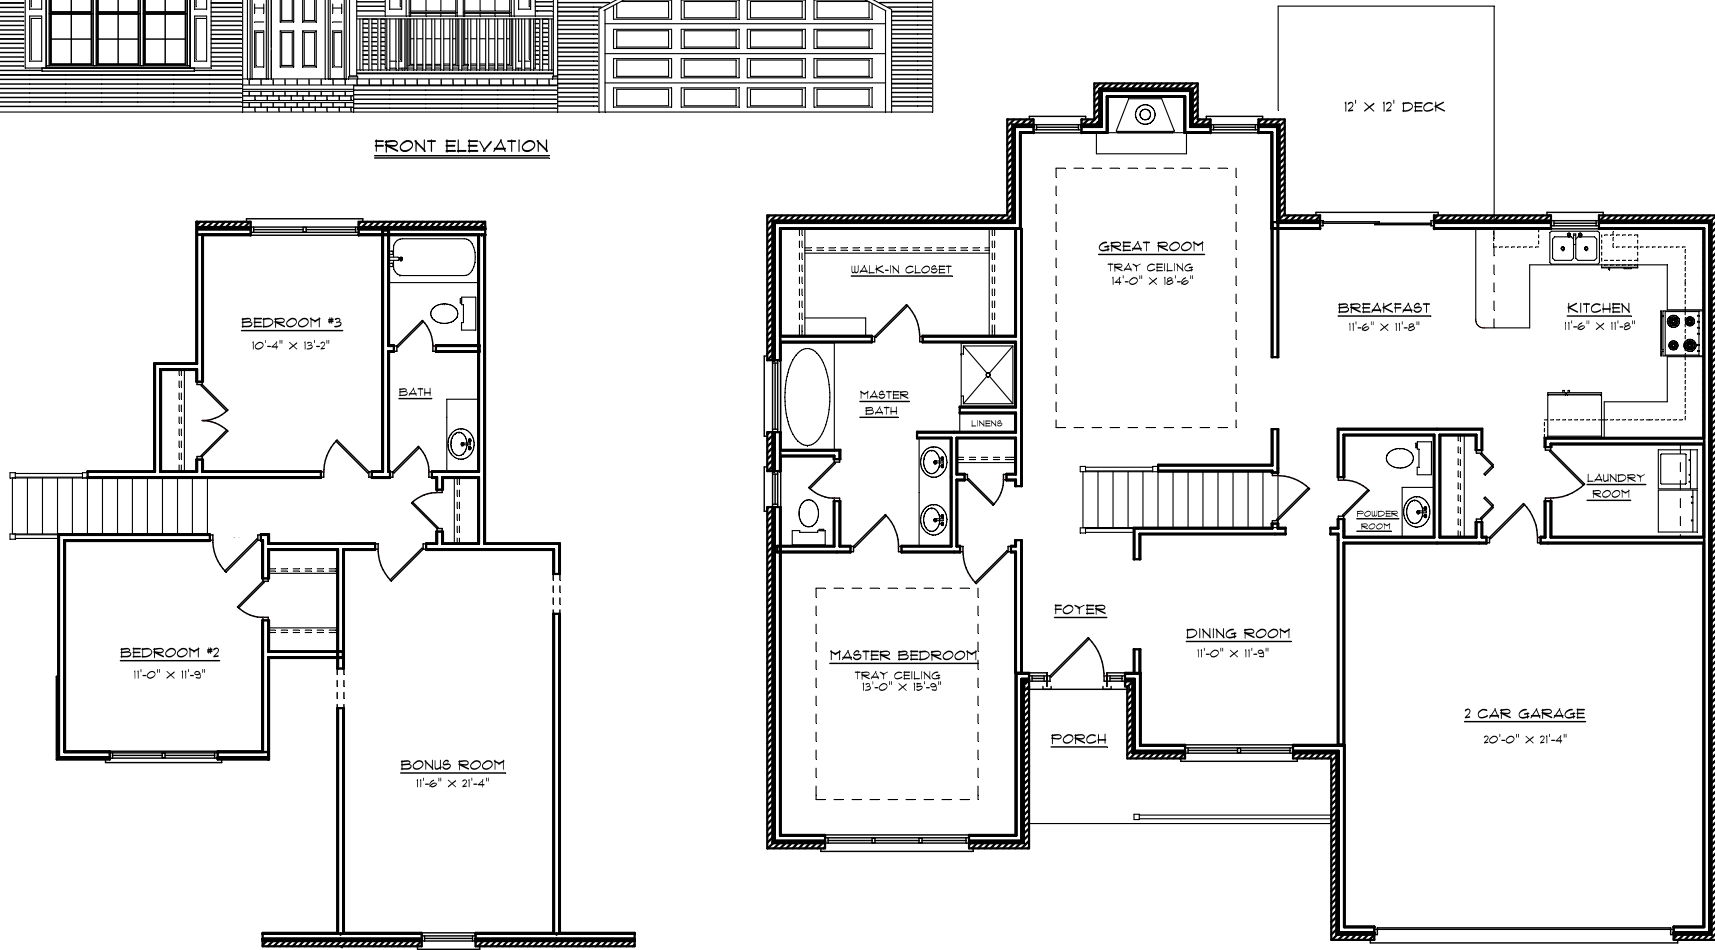 FRONT ELEVATION
12' X 12' DECK
BEDROOM #3
10'-4" X 13'-2"
BATH
BEDROOM #2
11'-0" X 11'-9"
BONUS ROOM
11'-6" X 21'-4"
WALK-IN CLOSET
GREAT ROOM
TRAY CEILING
14'-0" X 18'-6"
BREAKFAST
11'-6" X 11'-8"
KITCHEN
11'-6" X 11'-8"
MASTER
BATH
LINENS
LAUNDRY
ROOM
POWDER
ROOM
FOYER
DINING ROOM
11'-0" X 11'-9"
MASTER BEDROOM
TRAY CEILING
13'-0" X 15'-9"
PORCH
2 CAR GARAGE
20'-0" X 21'-4"